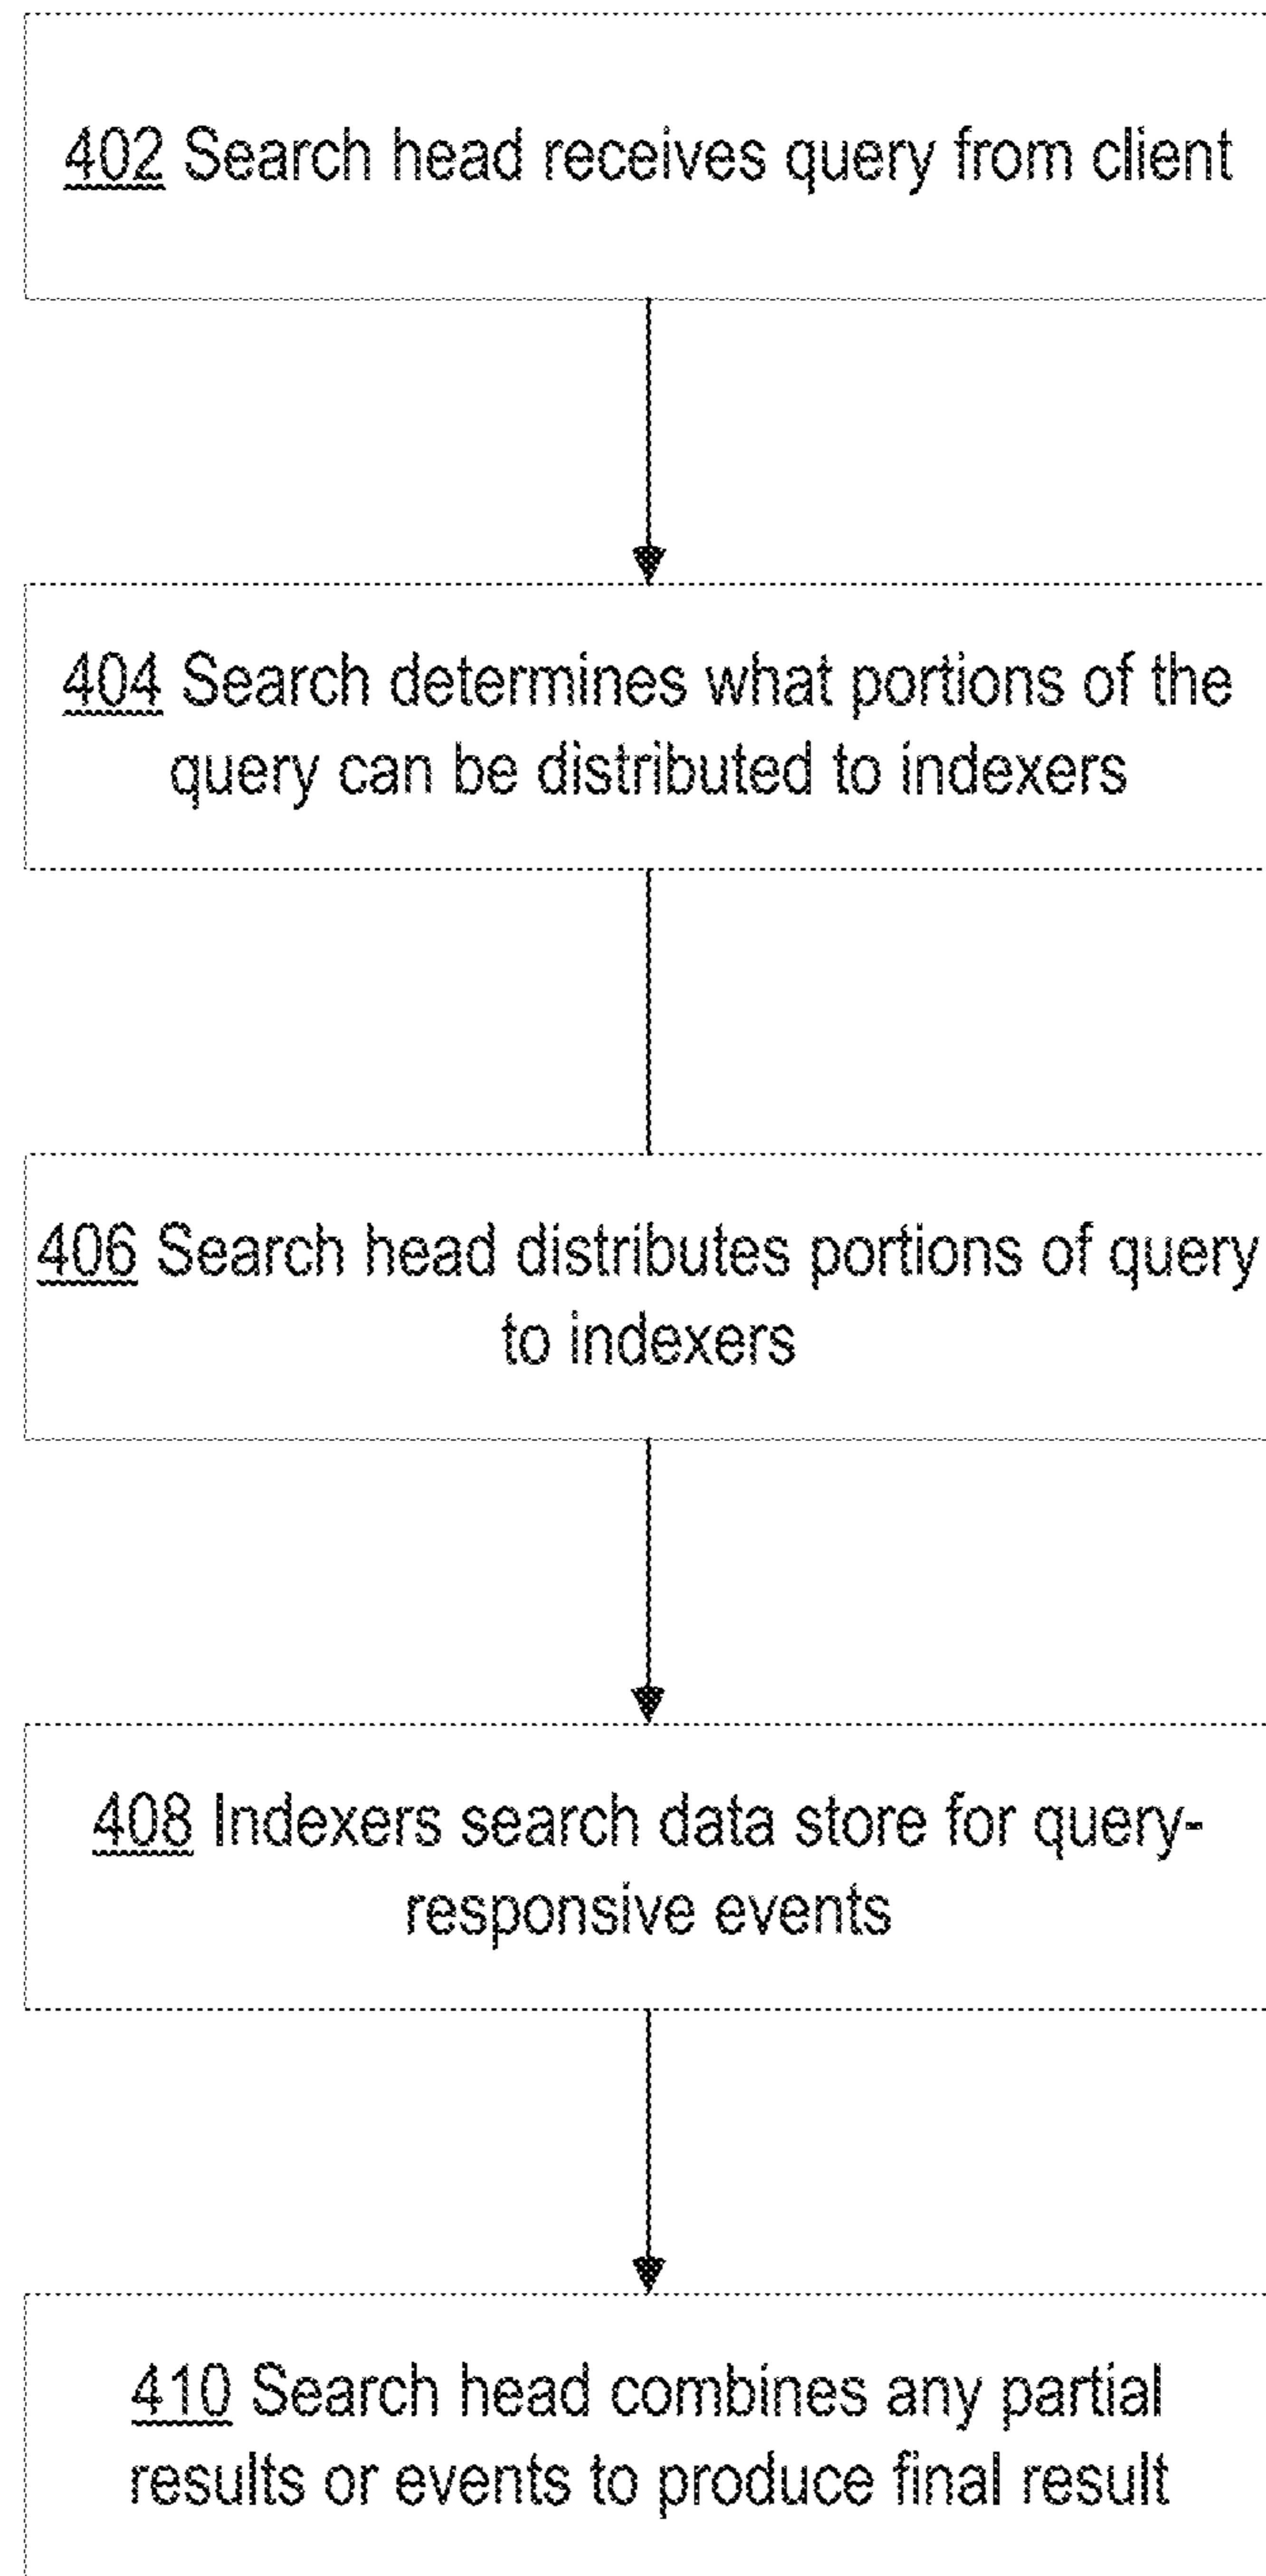 402 Search head receives query from client
404 Search determines what portions of the
query can be distributed to indexers
406 Search head distributes portions of query
to indexers
408 Indexers search data store for query-
responsive events
410 Search head combines any partial
results or events to produce final result